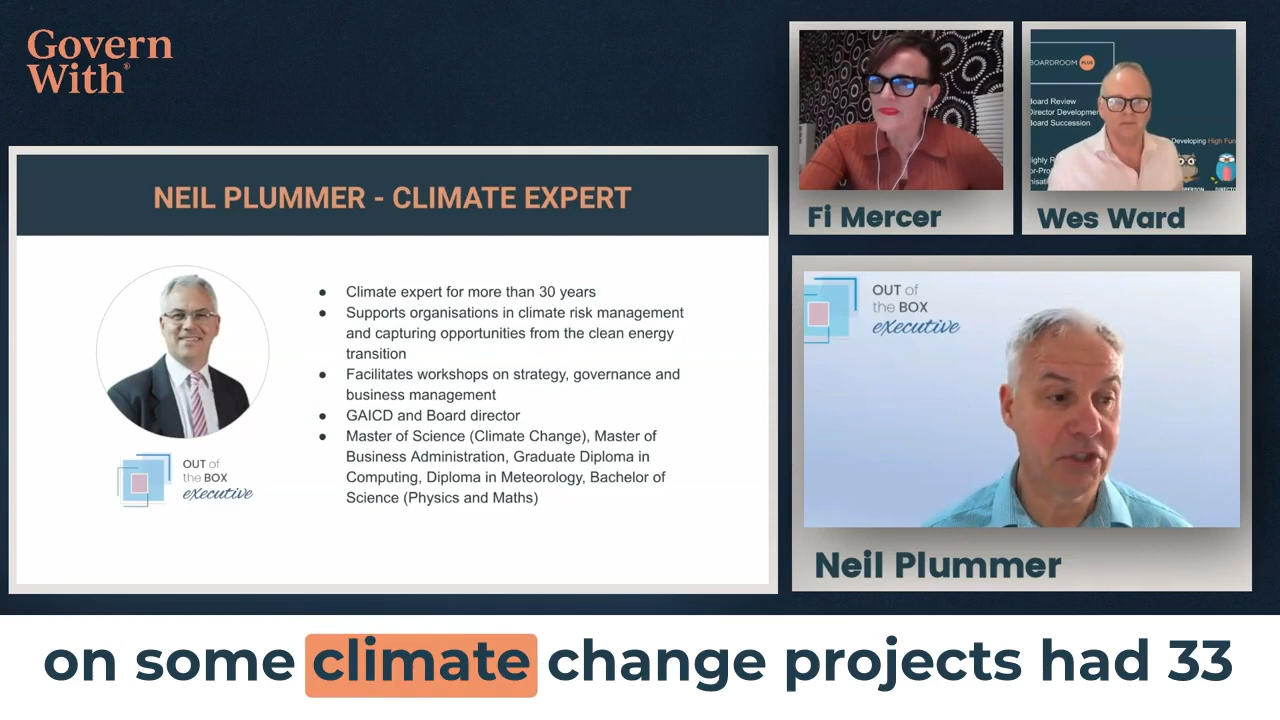 Govern
With®
NEIL PLUMMER - CLIMATE EXPERT
● Climate expert for more than 30 years
● Supports organisations in climate risk management
and capturing opportunities from the clean energy
transition
● Facilitates workshops on strategy, governance and
business management
● GAICD and Board director
● Master of Science (Climate Change), Master of
Business Administration, Graduate Diploma in
Computing, Diploma in Meteorology, Bachelor of
Science (Physics and Maths)
OUT of
the BOX
executive
Fi Mercer
BOARDROOM PLUS
Board Review
Director
Board Succession
Developing High
Wes Ward
OUT of
the BOX
executive
Neil Plummer
on some climate change projects had 33